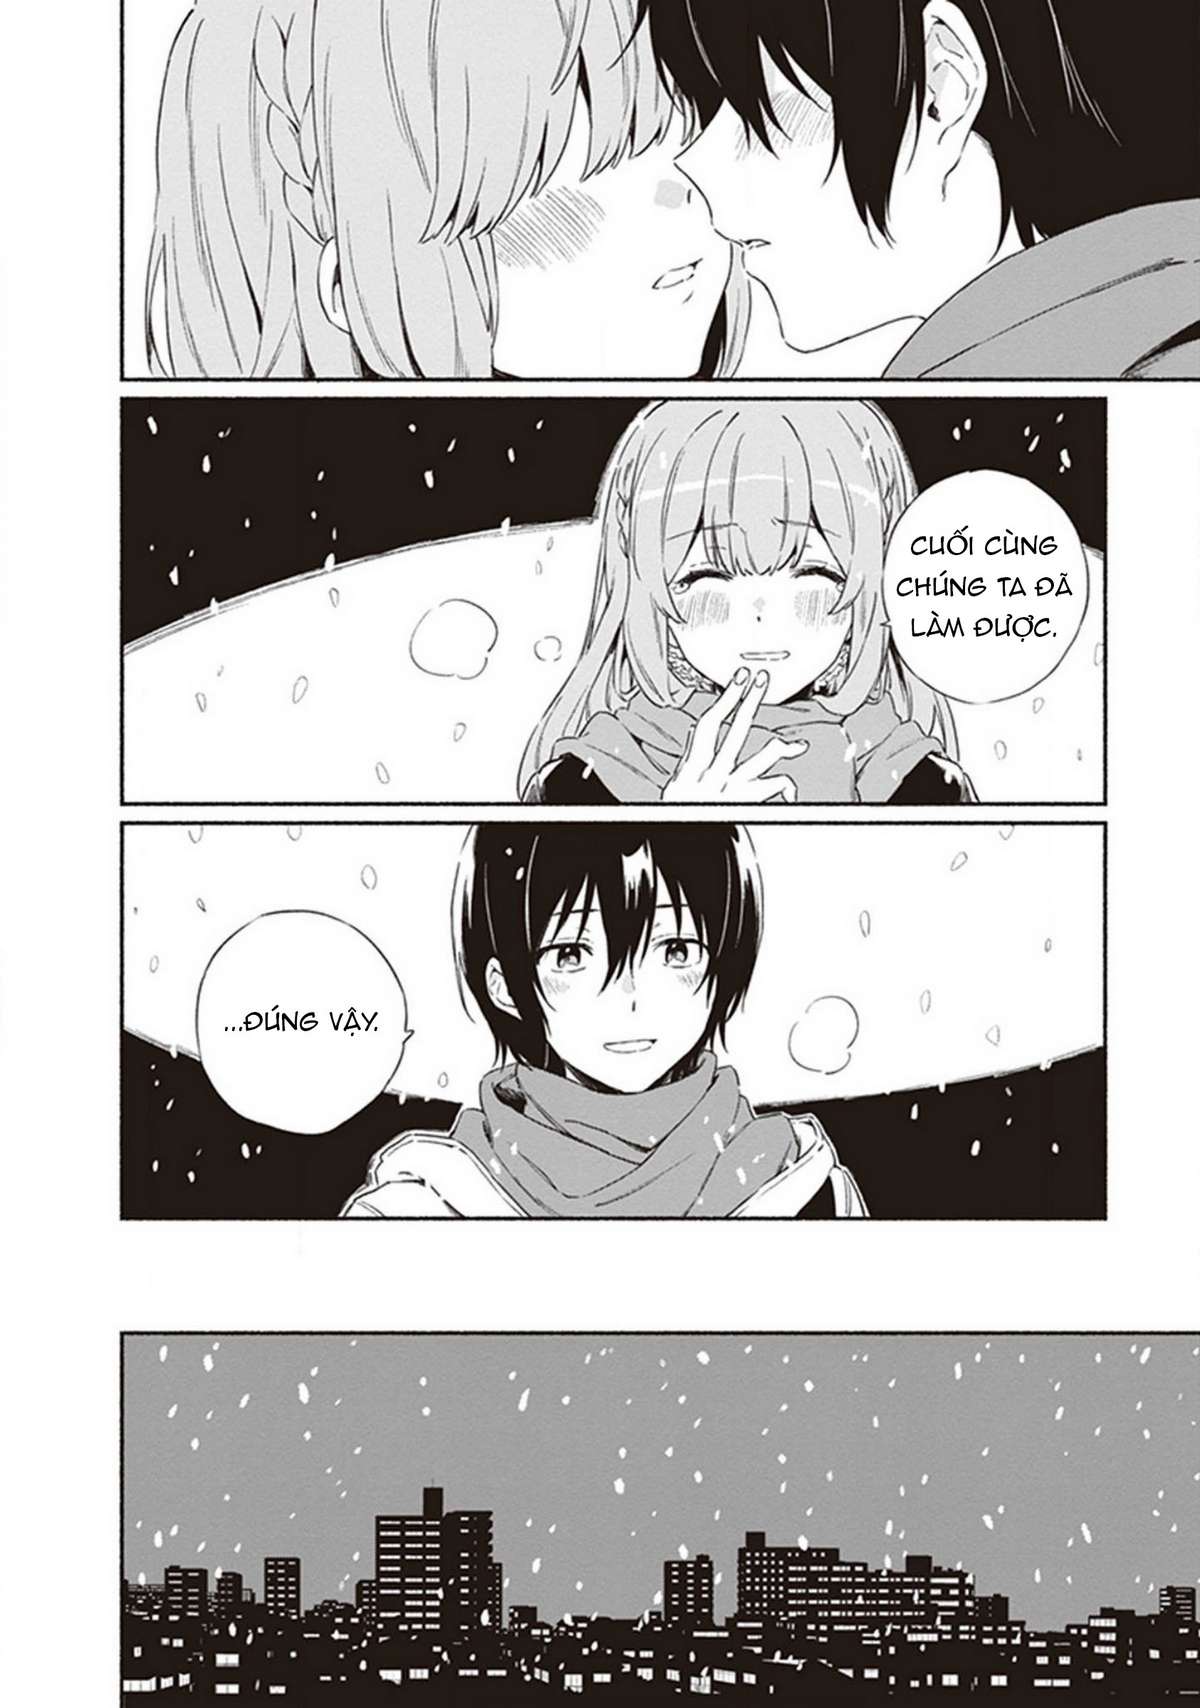 CUỐI CÙNG
CHÚNG TA ĐÃ
LÀM ĐƯỢC.
...ĐÚNG VẬY.